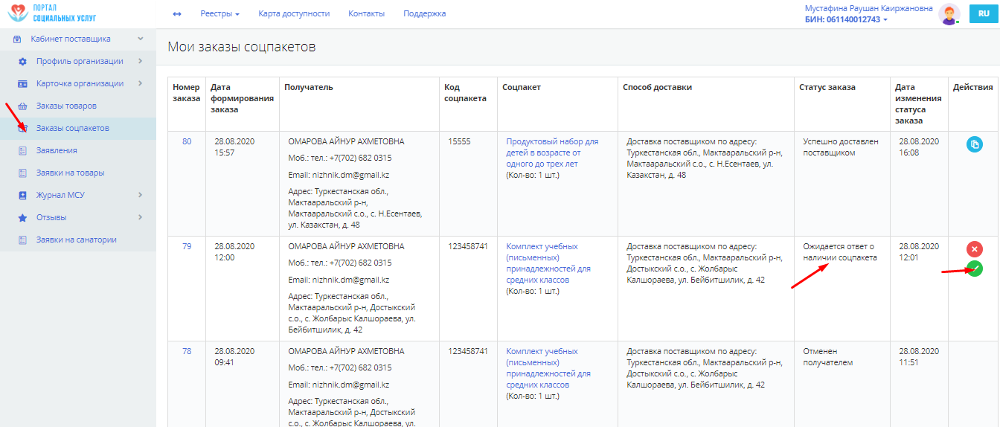 ПОРТАЛ
СОЦИАЛЬНЫХ УСЛУГ
Реестры
Карта доступности
Контакты
Поддержка
Мустафина Раушан Каиржановна
БИН: 061140012743
RU
Кабинет поставщика
Профиль организации
Карточка организации
Заказы товаров
Заказы соцпакетов
Заявления
Заявки на товары
Журнал МСУ
Отзывы
Заявки на санатории
Мои заказы соцпакетов
Номер
заказа
Дата
формирования
заказа
Получатель
Код
соцпакета
Соцпакет
Способ доставки
Статус заказа
Дата
изменения
статуса
заказа
Действия
80
28.08.2020
15:57
ОМАРОВА АЙНУР АХМЕТОВНА
Моб.: тел.: +7(702) 682 0315
Email: nizhnik.dm@gmail.kz
Адрес: Туркестанская обл.,
Мактааральский р-н,
Мактааральский с.о., с. Н.Есентаев,
ул. Казакстан, д. 48
15555
Продуктовый набор для
детей в возрасте от
одного до трех лет
(Кол-во: 1 шт.)
Доставка поставщиком по адресу:
Туркестанская обл., Мактааральский р-н,
Мактааральский с.о., с. Н.Есентаев, ул.
Казакстан, д. 48
Успешно доставлен
поставщиком
28.08.2020
16:08
79
28.08.2020
12:00
ОМАРОВА АЙНУР АХМЕТОВНА
Моб.: тел.: +7(702) 682 0315
Email: nizhnik.dm@gmail.kz
Адрес: Туркестанская обл.,
Мактааральский р-н, Достыкский
с.о., с. Жолбарыс Калшораева, ул.
Бейбитшилик, д. 42
123458741
Комплект учебных
(письменных)
принадлежностей для
средних классов
(Кол-во: 1 шт.)
Доставка поставщиком по адресу:
Туркестанская обл., Мактааральский р-н,
Достыкский с.о., с. Жолбарыс
Калшораева, ул. Бейбитшилик, д. 42
Ожидается ответ о
наличии соцпакета
28.08.2020
12:01
78
28.08.2020
09:41
ОМАРОВА АЙНУР АХМЕТОВНА
Моб.: тел.: +7(702) 682 0315
Email: nizhnik.dm@gmail.kz
Адрес: Туркестанская обл.,
Мактааральский р-н, Достыкский
с.о., с. Жолбарыс Калшораева, ул.
123458741
Комплект учебных
(письменных)
принадлежностей для
средних классов
(Кол-во: 1 шт.)
Доставка поставщиком по адресу:
Туркестанская обл., Мактааральский р-н,
Достыкский с.о., с. Жолбарыс
Калшораева, ул. Бейбитшилик, д. 42
Отменен
получателем
28.08.2020
11:51